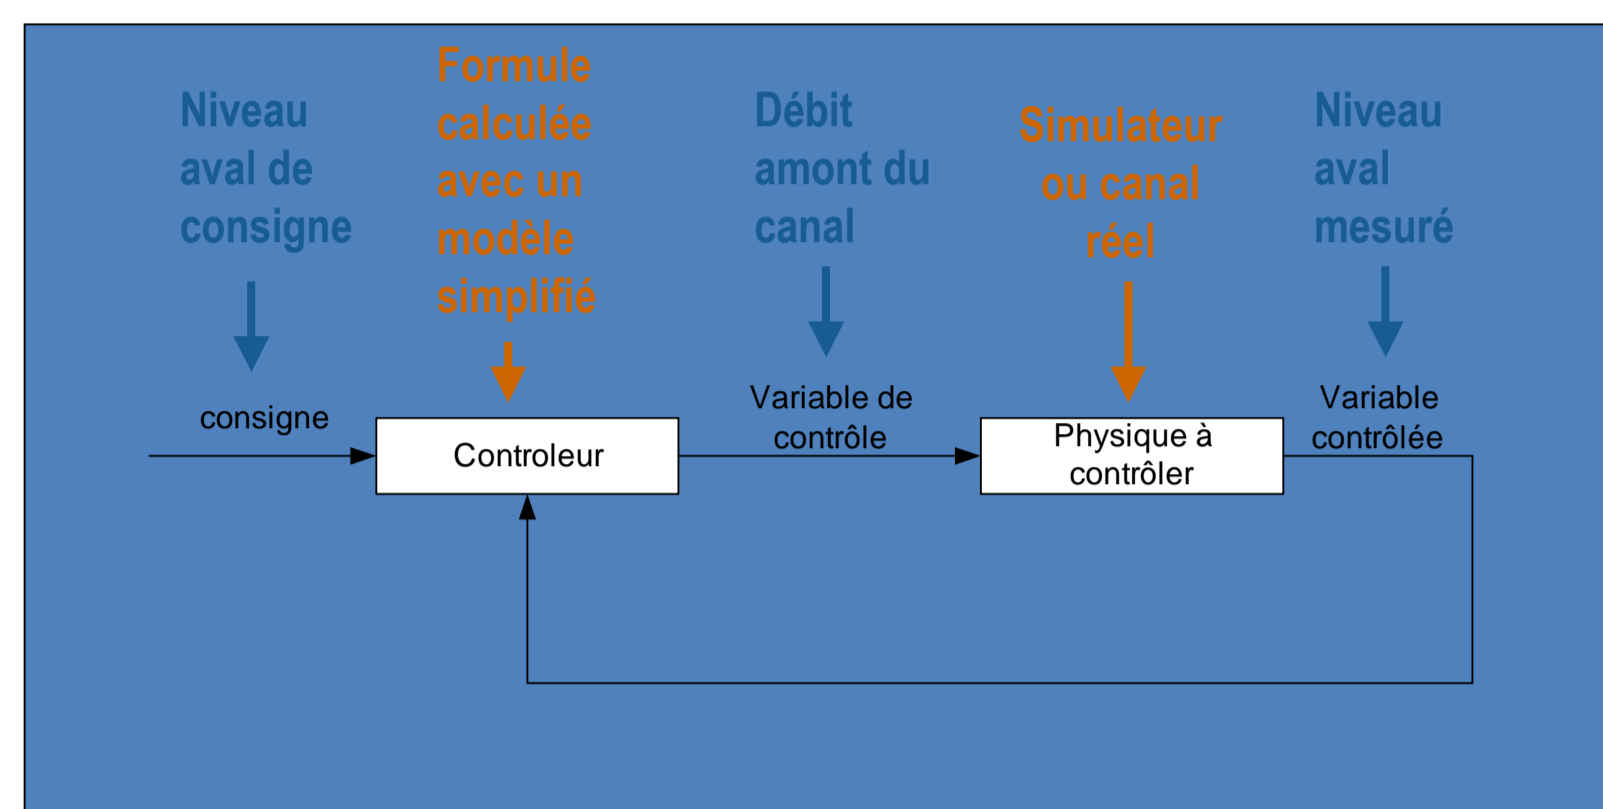 Niveau
aval de
consigne
Formule
calculée
avec un
modèle
simplifié
Débit
amont du
canal
Simulateur
ou canal
réel
Niveau
aval
mesuré
consigne
Controleur
Variable de
contrôle
Physique à
contrôler
Variable
contrôlée